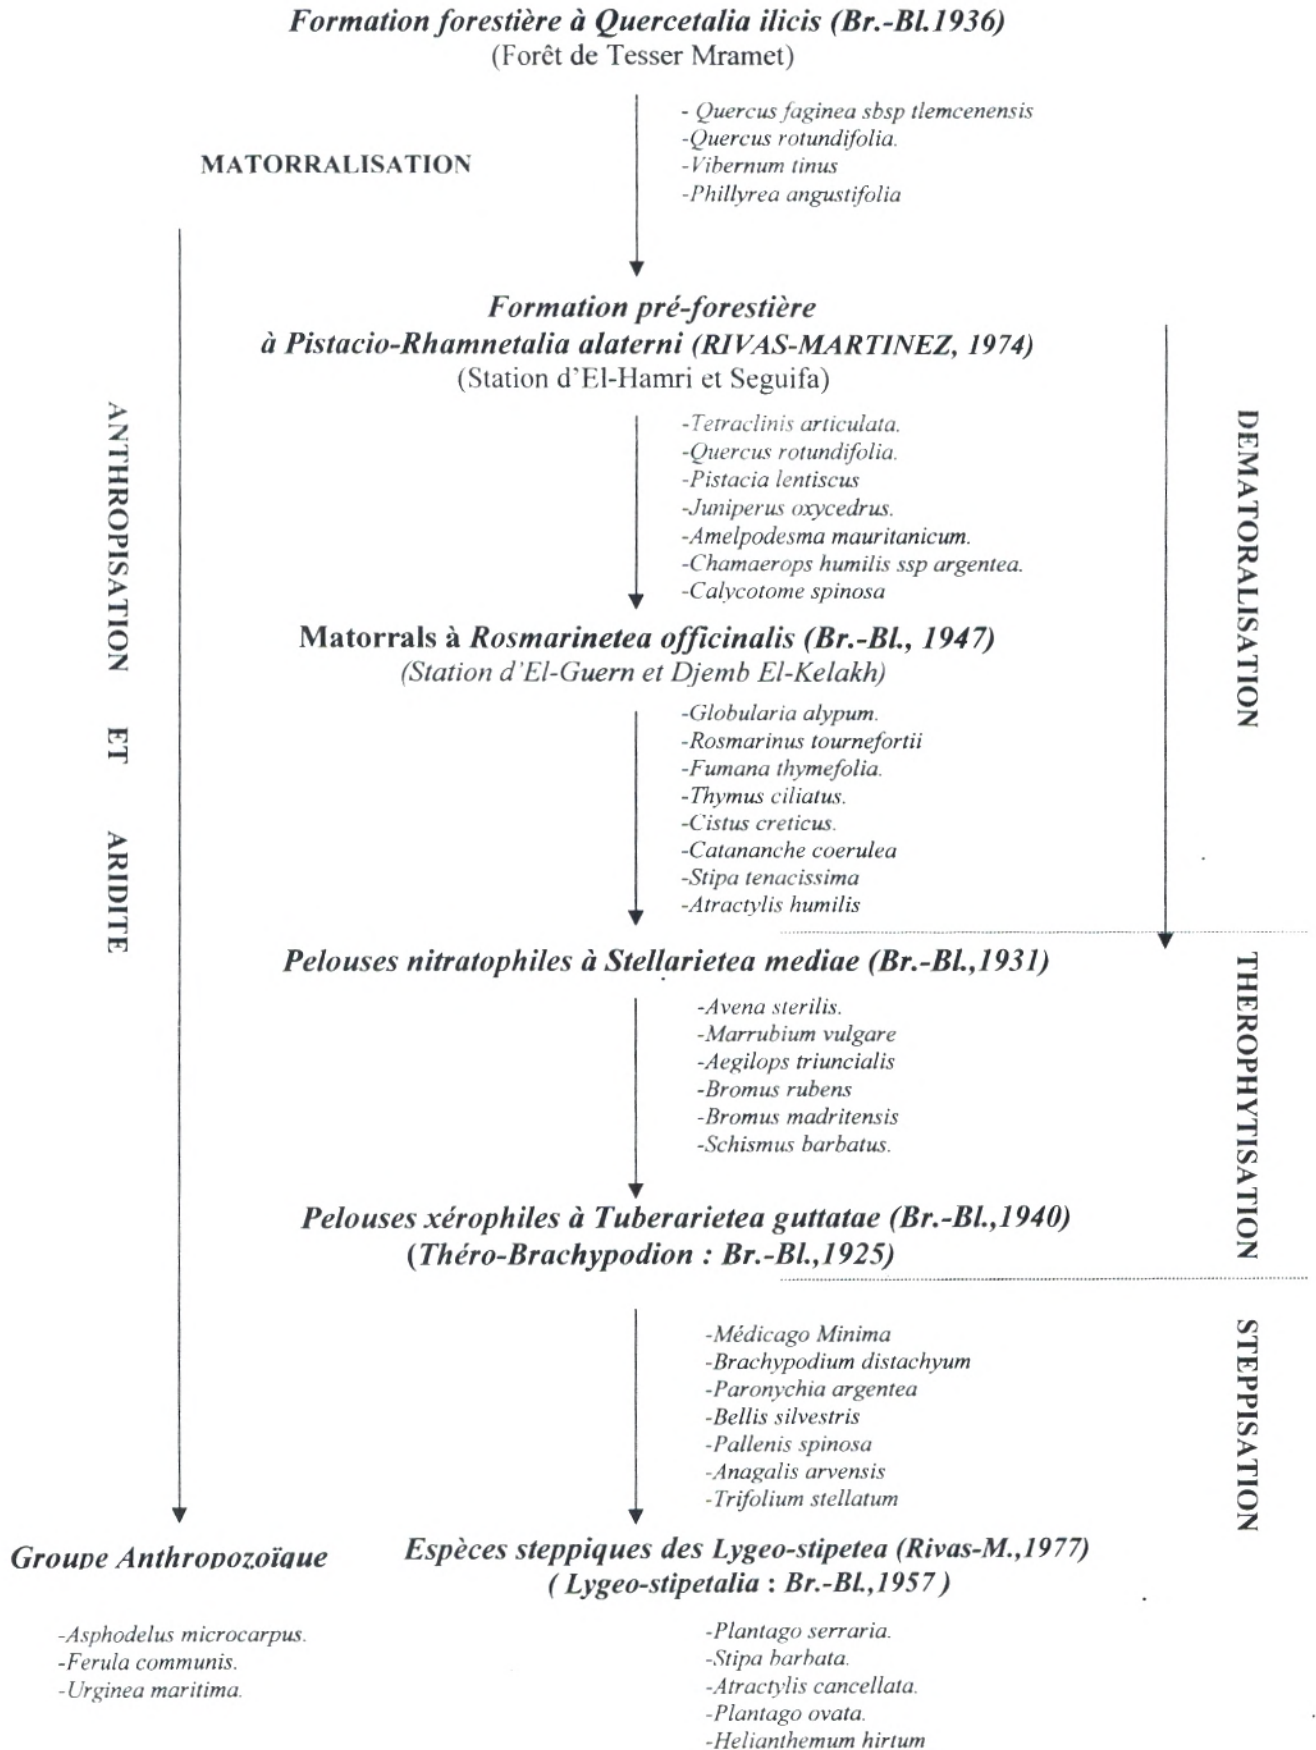 Formation forestière à Quercetalia ilicis (Br.-Bl.1936)
(Forêt de Tesser Mramet)
- Quercus faginea sbsp tlemcenensis
-Quercus rotundifolia.
-Vibernum tinus
-Phillyrea angustifolia
MATORRALISATION
Formation pré-forestière
à Pistacio-Rhamnetalia alaterni (RIVAS-MARTINEZ, 1974)
(Station d'El-Hamri et Seguifa)
-Tetraclinis articulata.
-Quercus rotundifolia.
-Pistacia lentiscus
-Juniperus oxycedrus.
-Amelpodesma mauritanicum.
-Chamaerops humilis ssp argentea.
-Calycotome spinosa
ANTHROPISATION ET ARIDITE
DEMATORALISATION
Matorrals à Rosmarinetea officinalis (Br.-Bl., 1947)
(Station d'El-Guern et Djemb El-Kelakh)
-Globularia alypum.
-Rosmarinus tournefortii
-Fumana thymefolia.
-Thymus ciliatus.
-Cistus creticus.
-Catananche coerulea
-Stipa tenacissima
-Atractylis humilis
Pelouses nitratophiles à Stellarietea mediae (Br.-Bl.,1931)
-Avena sterilis.
-Marrubium vulgare
-Aegilops triuncialis
-Bromus rubens
-Bromus madritensis
-Schismus barbatus.
THEROPHYTISATION
Pelouses xérophiles à Tuberarietea guttatae (Br.-Bl.,1940)
(Théro-Brachypodion : Br.-Bl.,1925)
-Médicago Minima
-Brachypodium distachyum
-Paronychia argentea
-Bellis silvestris
-Pallenis spinosa
-Anagalis arvensis
-Trifolium stellatum
STEPPISATION
Groupe Anthropozoïque
-Asphodelus microcarpus.
-Ferula communis.
-Urginea maritima.
Espèces steppiques des Lygeo-stipetea (Rivas-M.,1977)
( Lygeo-stipetalia : Br.-Bl.,1957 )
-Plantago serraria.
-Stipa barbata.
-Atractylis cancellata.
-Plantago ovata.
-Helianthemum hirtum